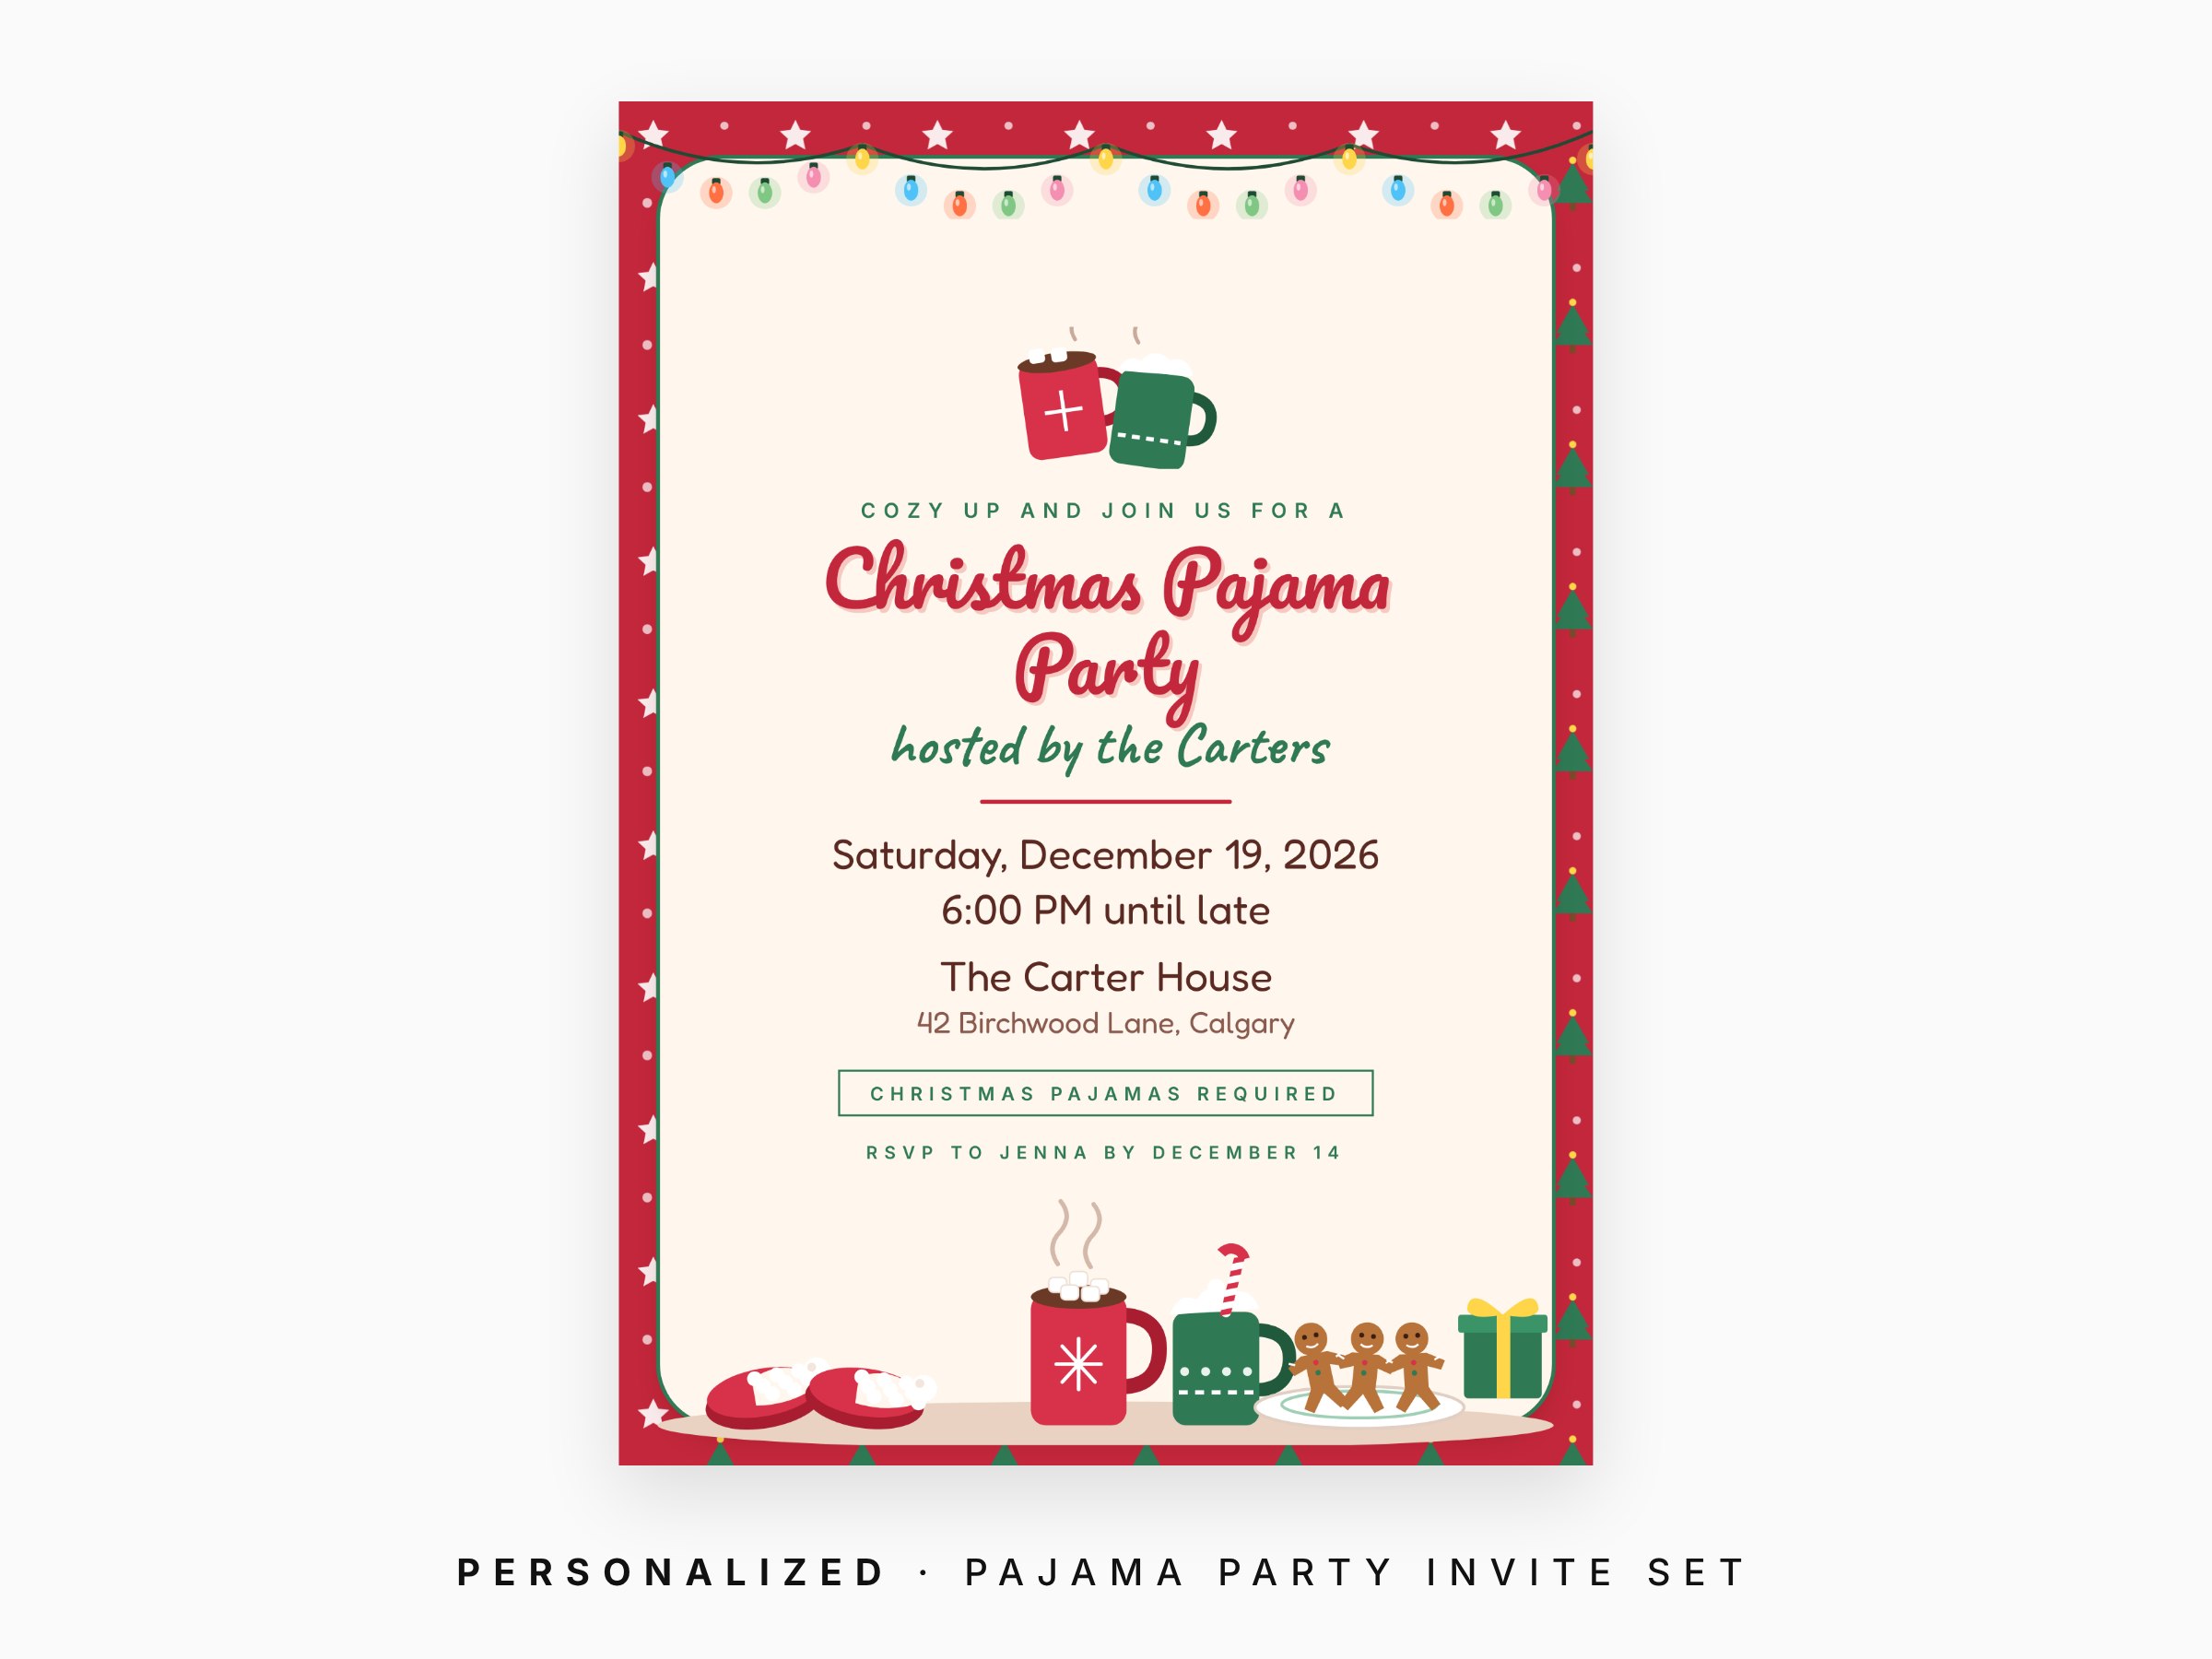 COZY UP AND JOIN US FOR A
Christmas Pajama
Party
hosted by the Carters
Saturday, December 19, 2026
6:00 PM until late
The Carter House
42 Birchwood Lane, Calgary
CHRISTMAS PAJAMAS REQUIRED
RSVP TO JENNA BY DECEMBER 14
PERSONALIZED · PAJAMA PARTY INVITE SET